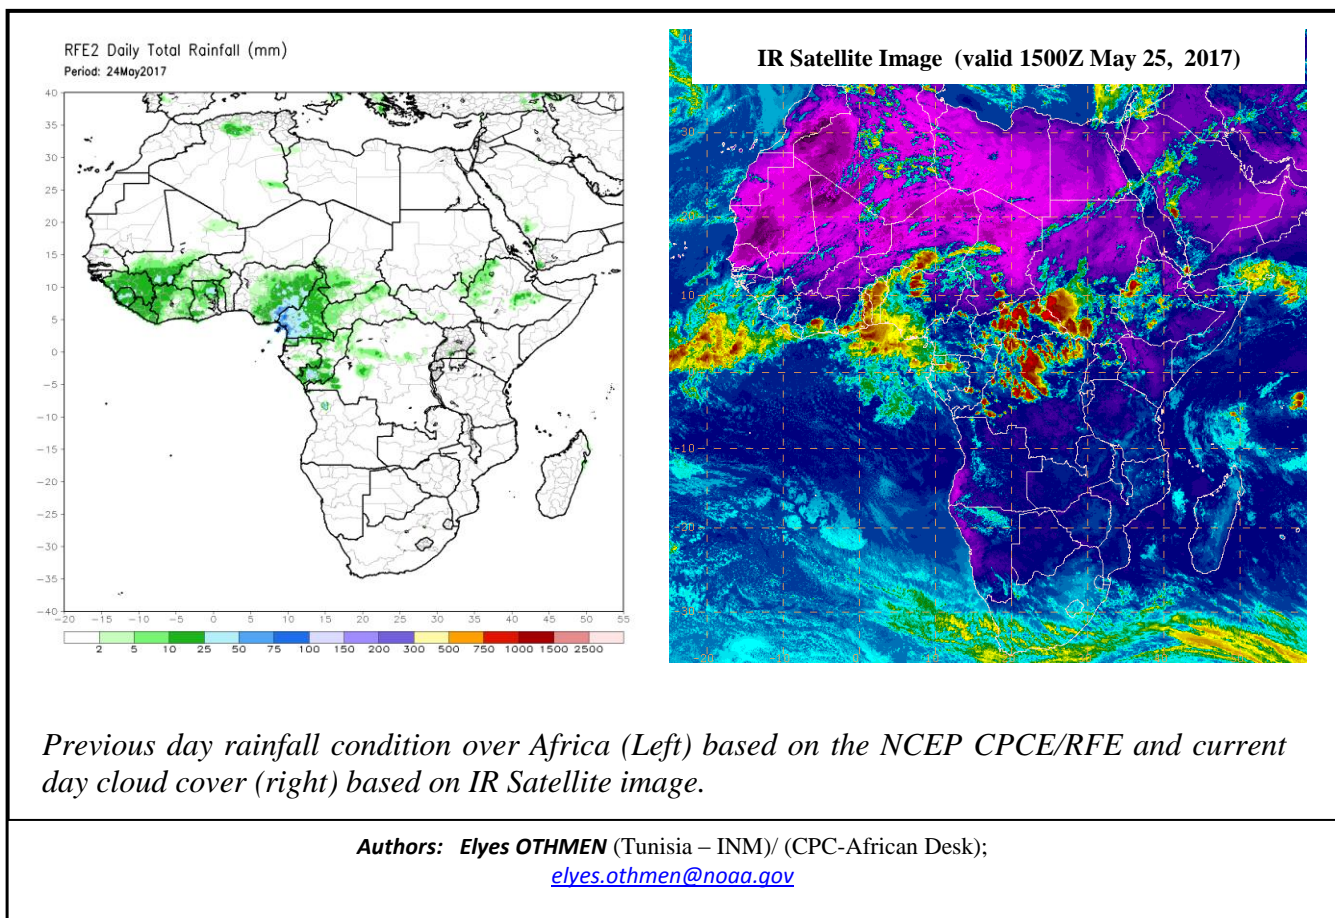 RFE2 Daily Total Rainfall (mm)
Period: 24May2017
IR Satellite Image (valid 1500Z May 25, 2017)
40
35
30
25
20
15
10
5
0
-5
-10
-15
-20
-25
-30
-35
-40
-20 -15 -10 -5 0 5 10 15 20 25 30 35 40 45 50 55
2 5 10 25 50 75 100 150 200 300 500 750 1000 1500 2500
Previous day rainfall condition over Africa (Left) based on the NCEP CPCE/RFE and current
day cloud cover (right) based on IR Satellite image.
Authors: Elyes OTHMEN (Tunisia – INM)/ (CPC-African Desk);
elyes.othmen@noaa.gov